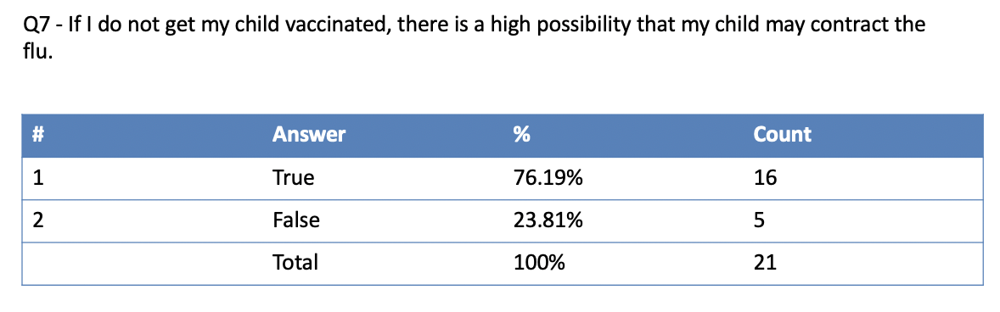 Q7 - If I do not get my child vaccinated, there is a high possibility that my child may contract the
flu.
# Answer % Count
1 True 76.19% 16
2 False 23.81% 5
Total 100% 21